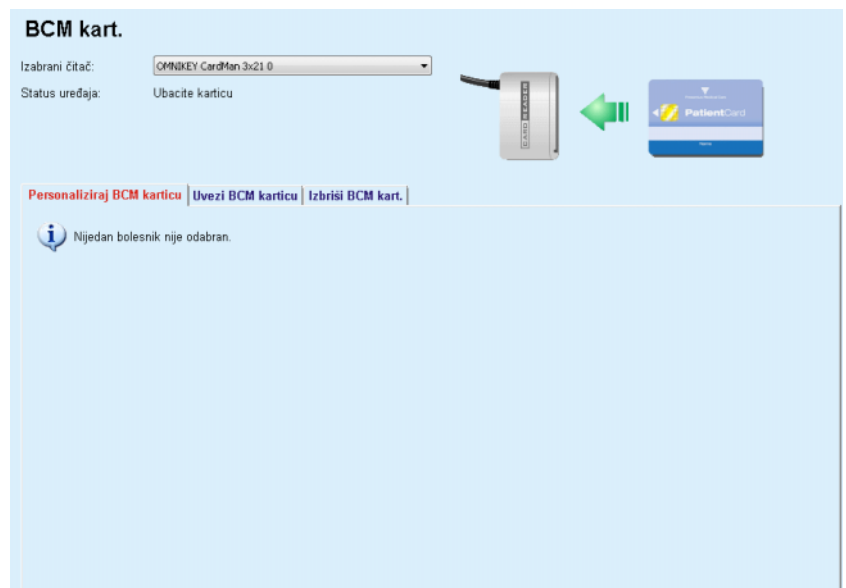 BCM kart.
Izabrani čitač:
OMNIKEY CardMan 3x21 0
Status uređaja:
Ubacite karticu
CARD READER
PatientCard
Personaliziraj BCM karticu
Uvezi BCM karticu
Izbriši BCM kart.
Nijedan bolesnik nije odabran.